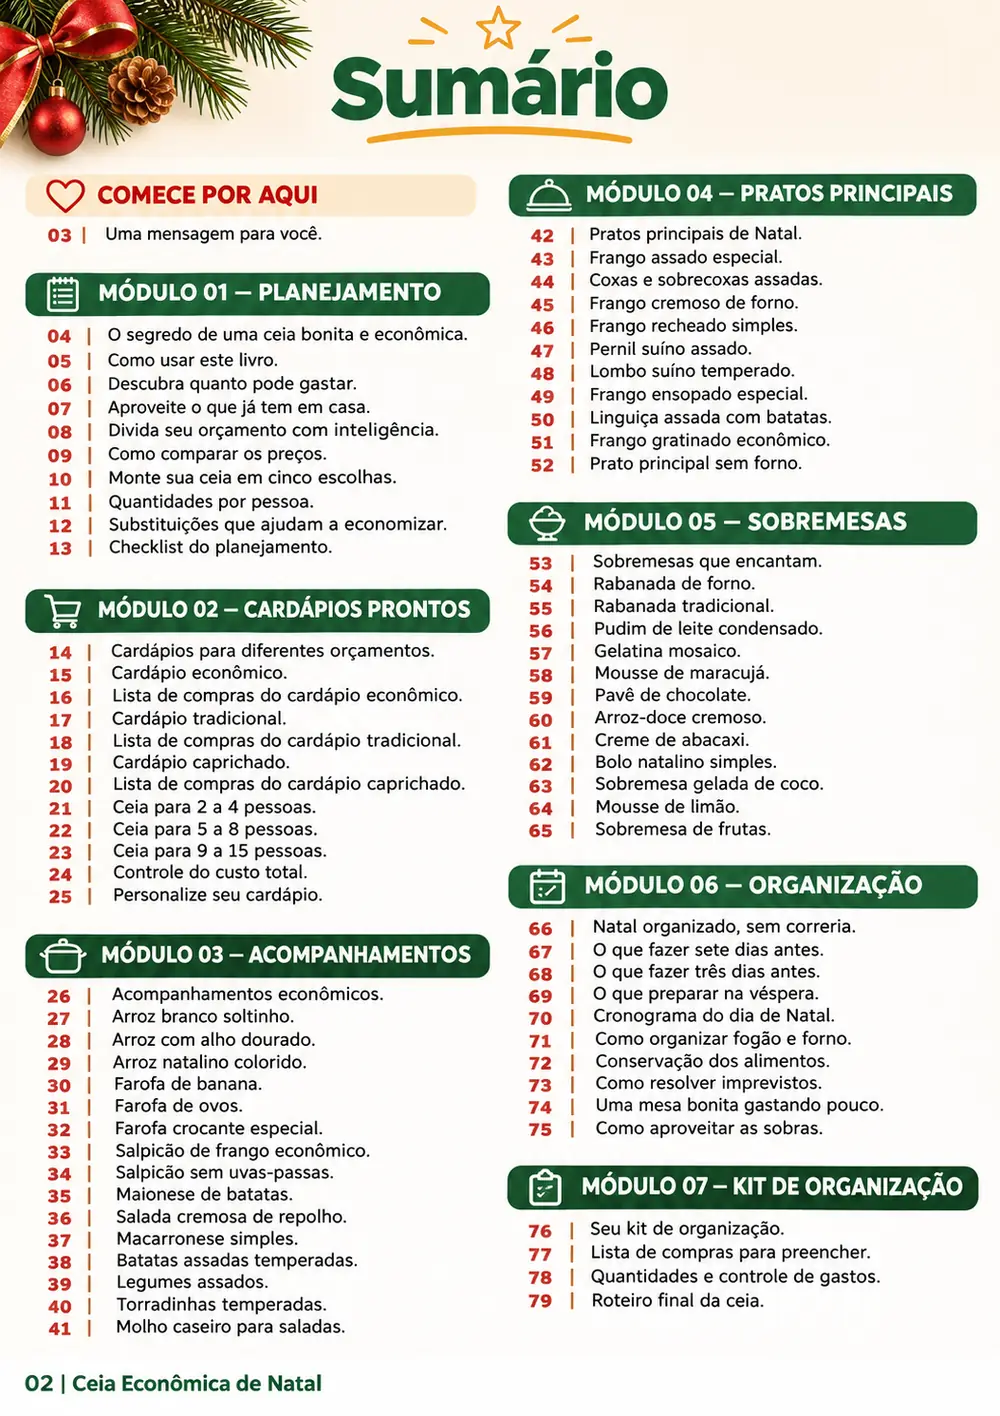 Sumário
COMECE POR AQUI
03 | Uma mensagem para você.
MÓDULO 01 – PLANEJAMENTO
04 | O segredo de uma ceia bonita e econômica.
05 | Como usar este livro.
06 | Descubra quanto pode gastar.
07 | Aproveite o que já tem em casa.
08 | Divida seu orçamento com inteligência.
09 | Como comparar os preços.
10 | Monte sua ceia em cinco escolhas.
11 | Quantidades por pessoa.
12 | Substituições que ajudam a economizar.
13 | Checklist do planejamento.
MÓDULO 02 – CARDÁPIOS PRONTOS
14 | Cardápios para diferentes orçamentos.
15 | Cardápio econômico.
16 | Lista de compras do cardápio econômico.
17 | Cardápio tradicional.
18 | Lista de compras do cardápio tradicional.
19 | Cardápio caprichado.
20 | Lista de compras do cardápio caprichado.
21 | Ceia para 2 a 4 pessoas.
22 | Ceia para 5 a 8 pessoas.
23 | Ceia para 9 a 15 pessoas.
24 | Controle do custo total.
25 | Personalize seu cardápio.
MÓDULO 03 – ACOMPANHAMENTOS
26 | Acompanhamentos econômicos.
27 | Arroz branco soltinho.
28 | Arroz com alho dourado.
29 | Arroz natalino colorido.
30 | Farofa de banana.
31 | Farofa de ovos.
32 | Farofa crocante especial.
33 | Salpicão de frango econômico.
34 | Salpicão sem uvas-passas.
35 | Maionese de batatas.
36 | Salada cremosa de repolho.
37 | Macarronese simples.
38 | Batatas assadas temperadas.
39 | Legumes assados.
40 | Torradinhas temperadas.
41 | Molho caseiro para saladas.
MÓDULO 04 – PRATOS PRINCIPAIS
42 | Pratos principais de Natal.
43 | Frango assado especial.
44 | Coxas e sobrecoxas assadas.
45 | Frango cremoso de forno.
46 | Frango recheado simples.
47 | Pernil suíno assado.
48 | Lombo suíno temperado.
49 | Frango ensopado especial.
50 | Linguiça assada com batatas.
51 | Frango gratinado econômico.
52 | Prato principal sem forno.
MÓDULO 05 – SOBREMESAS
53 | Sobremesas que encantam.
54 | Rabanada de forno.
55 | Rabanada tradicional.
56 | Pudim de leite condensado.
57 | Gelatina mosaico.
58 | Mousse de maracujá.
59 | Pavê de chocolate.
60 | Arroz-doce cremoso.
61 | Creme de abacaxi.
62 | Bolo natalino simples.
63 | Sobremesa gelada de coco.
64 | Mousse de limão.
65 | Sobremesa de frutas.
MÓDULO 06 – ORGANIZAÇÃO
66 | Natal organizado, sem correria.
67 | O que fazer sete dias antes.
68 | O que fazer três dias antes.
69 | O que preparar na véspera.
70 | Cronograma do dia de Natal.
71 | Como organizar fogão e forno.
72 | Conservação dos alimentos.
73 | Como resolver imprevistos.
74 | Uma mesa bonita gastando pouco.
75 | Como aproveitar as sobras.
MÓDULO 07 – KIT DE ORGANIZAÇÃO
76 | Seu kit de organização.
77 | Lista de compras para preencher.
78 | Quantidades e controle de gastos.
79 | Roteiro final da ceia.
02 | Ceia Econômica de Natal